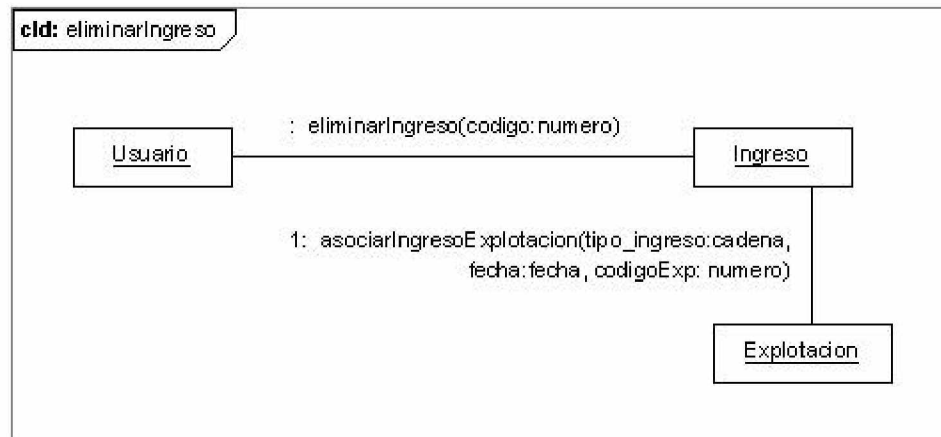 cld: eliminarIngreso
: eliminarIngreso(codigo:numero)
Usuario
Ingreso
1: asociarIngresoExplotacion(tipo_ingreso:cadena,
fecha:fecha, codigoExp: numero)
Explotacion